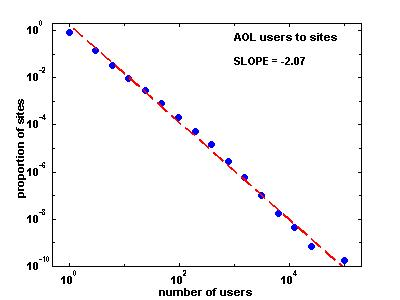 AOL users to sites
SLOPE = -2.07
proportion of sites
10^0
10^-2
10^-4
10^-6
10^-8
10^-10
10^0
10^2
10^4
number of users